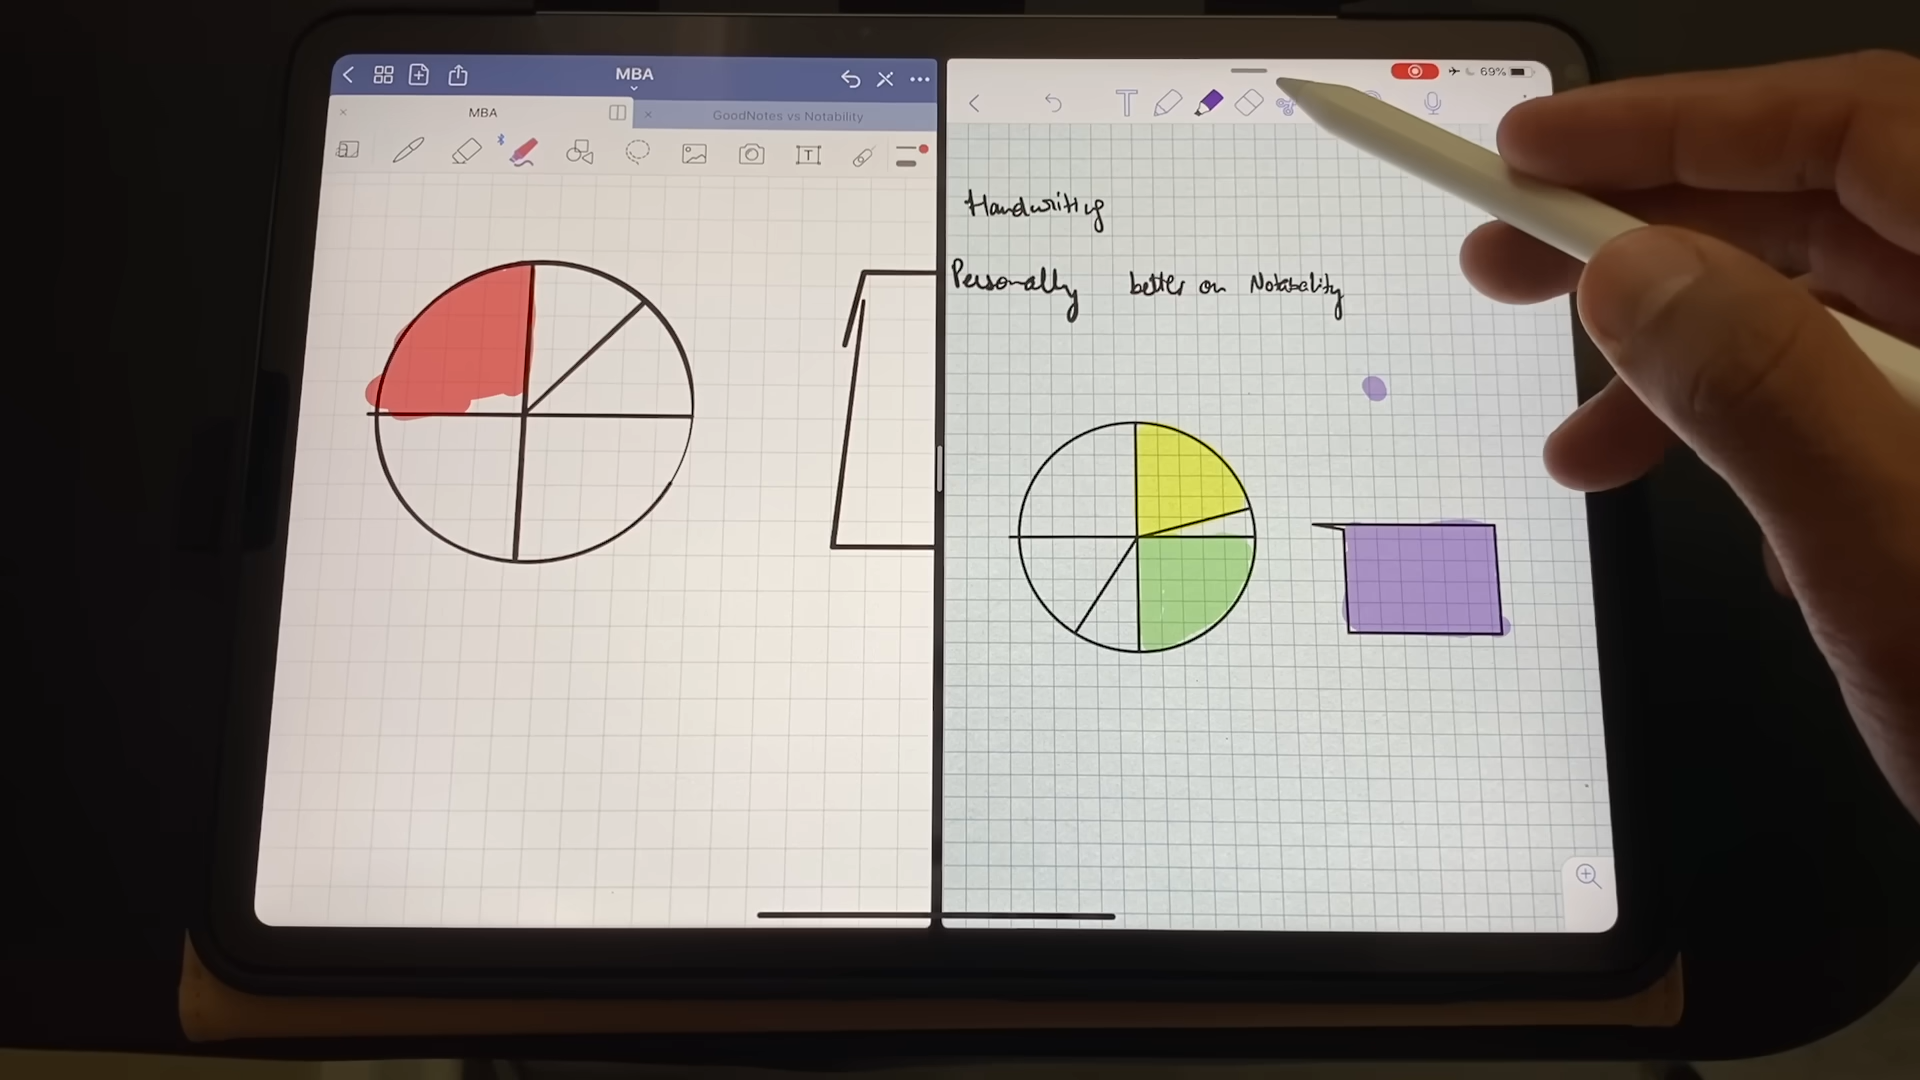 MBA
MBA
GoodNotes vs Notability
T
69%
T
Handwriting
Personally better on Notability